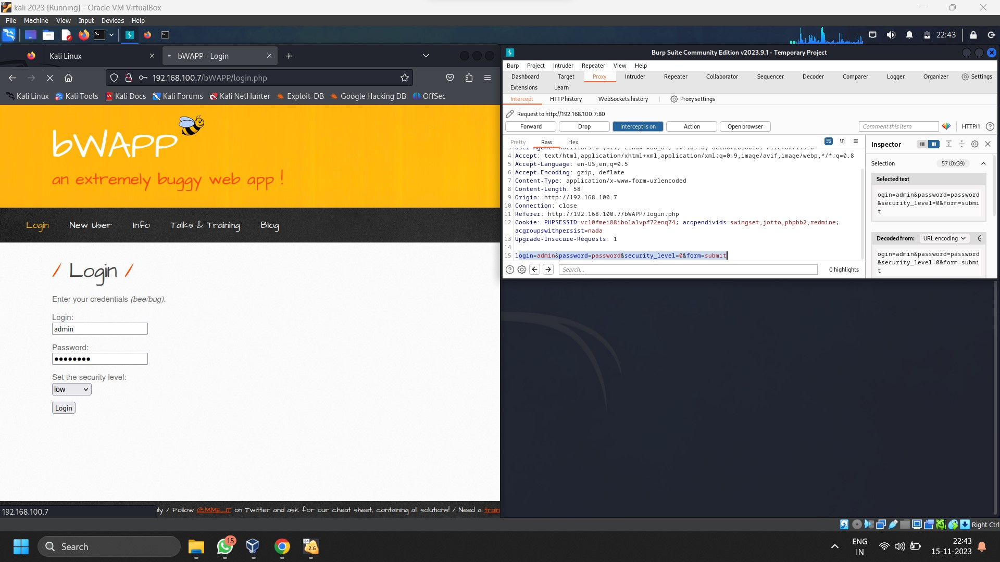 kali 2023 [Running] - Oracle VM VirtualBox
File Machine View Input Devices Help
22:43
Kali Linux
bWAPP - Login
192.168.100.7/bWAPP/login.php
Kali Linux Kali Tools Kali Docs Kali Forums Kali NetHunter Exploit-DB Google Hacking DB OffSec
bWAPP
an extremely buggy web app !
Login New User Info Talks & Training Blog
/ Login /
Enter your credentials (bee/bug).
Login:
admin
Password:
●●●●●●●●
Set the security level:
low
Login
192.168.100.7
/ Follow @MME_IT on Twitter and ask for our cheat sheet, containing all solutions! / Need a
Burp Suite Community Edition v2023.9.1 - Temporary Project
Burp Project Intruder Repeater View Help
Dashboard Target Proxy Intruder Repeater Collaborator Sequencer Decoder Comparer Logger Organizer Settings
Extensions Learn
Intercept HTTP history WebSockets history Proxy settings
Request to http://192.168.100.7:80
Forward Drop Intercept is on Action Open browser Comment this item HTTP/1
Pretty Raw Hex \n
4 Accept: text/html,application/xhtml+xml,application/xml;q=0.9,image/avif,image/webp,*/*;q=0.8
5 Accept-Language: en-US,en;q=0.5
6 Accept-Encoding: gzip, deflate
7 Content-Type: application/x-www-form-urlencoded
8 Content-Length: 58
9 Origin: http://192.168.100.7
10 Connection: close
11 Referer: http://192.168.100.7/bWAPP/login.php
12 Cookie: PHPSESSID=vc10fmei88ibolalvpf72enq74; acopendivids=swingset,jotto,phpbb2,redmine;
acgroupswithpersist=nada
13 Upgrade-Insecure-Requests: 1
14
15 login=admin&password=password&security_level=0&form=submit
Search... 0 highlights
Inspector
Selection 57 (0x39)
Selected text
ogin=admin&password=password
&security_level=0&form=submi
t
Decoded from: URL encoding
ogin=admin&password=password
&security_level=0&form=submi
t
Right Ctrl
Search
15
64
2.6
ENG
IN
22:43
15-11-2023